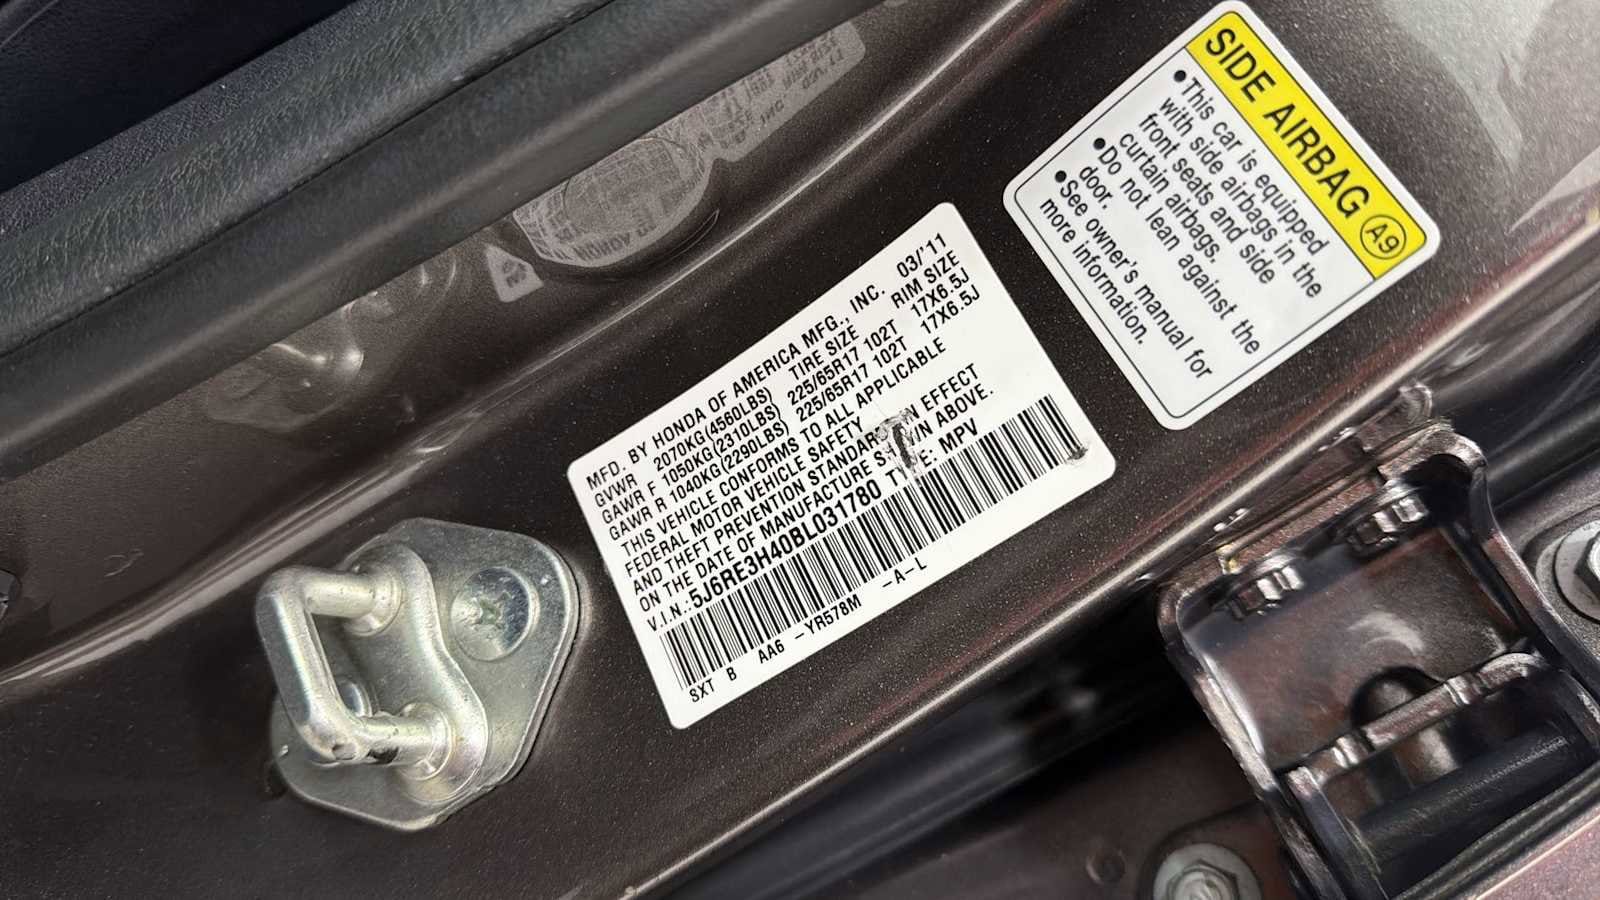 MFD. BY HONDA OF AMERICA MFG., INC. 03/'11
GVWR 2070KG(4560LBS) TIRE SIZE RIM SIZE
GAWR F 1050KG(2310LBS) 225/65R17 102T 17X6.5J
GAWR R 1040KG(2290LBS) 225/65R17 102T 17X6.5J
THIS VEHICLE CONFORMS TO ALL APPLICABLE
FEDERAL MOTOR VEHICLE SAFETY
AND THEFT PREVENTION STANDARDS IN EFFECT
ON THE DATE OF MANUFACTURE SHOWN ABOVE.
V.I.N.: 5J6RE3H40BL031780 TYPE: MPV
SXT B AA6 -YR578M -A-L
SIDE AIRBAG A9
●This car is equipped
with side airbags in the
front seats and side
curtain airbags.
●Do not lean against the
door.
●See owner's manual for
more information.